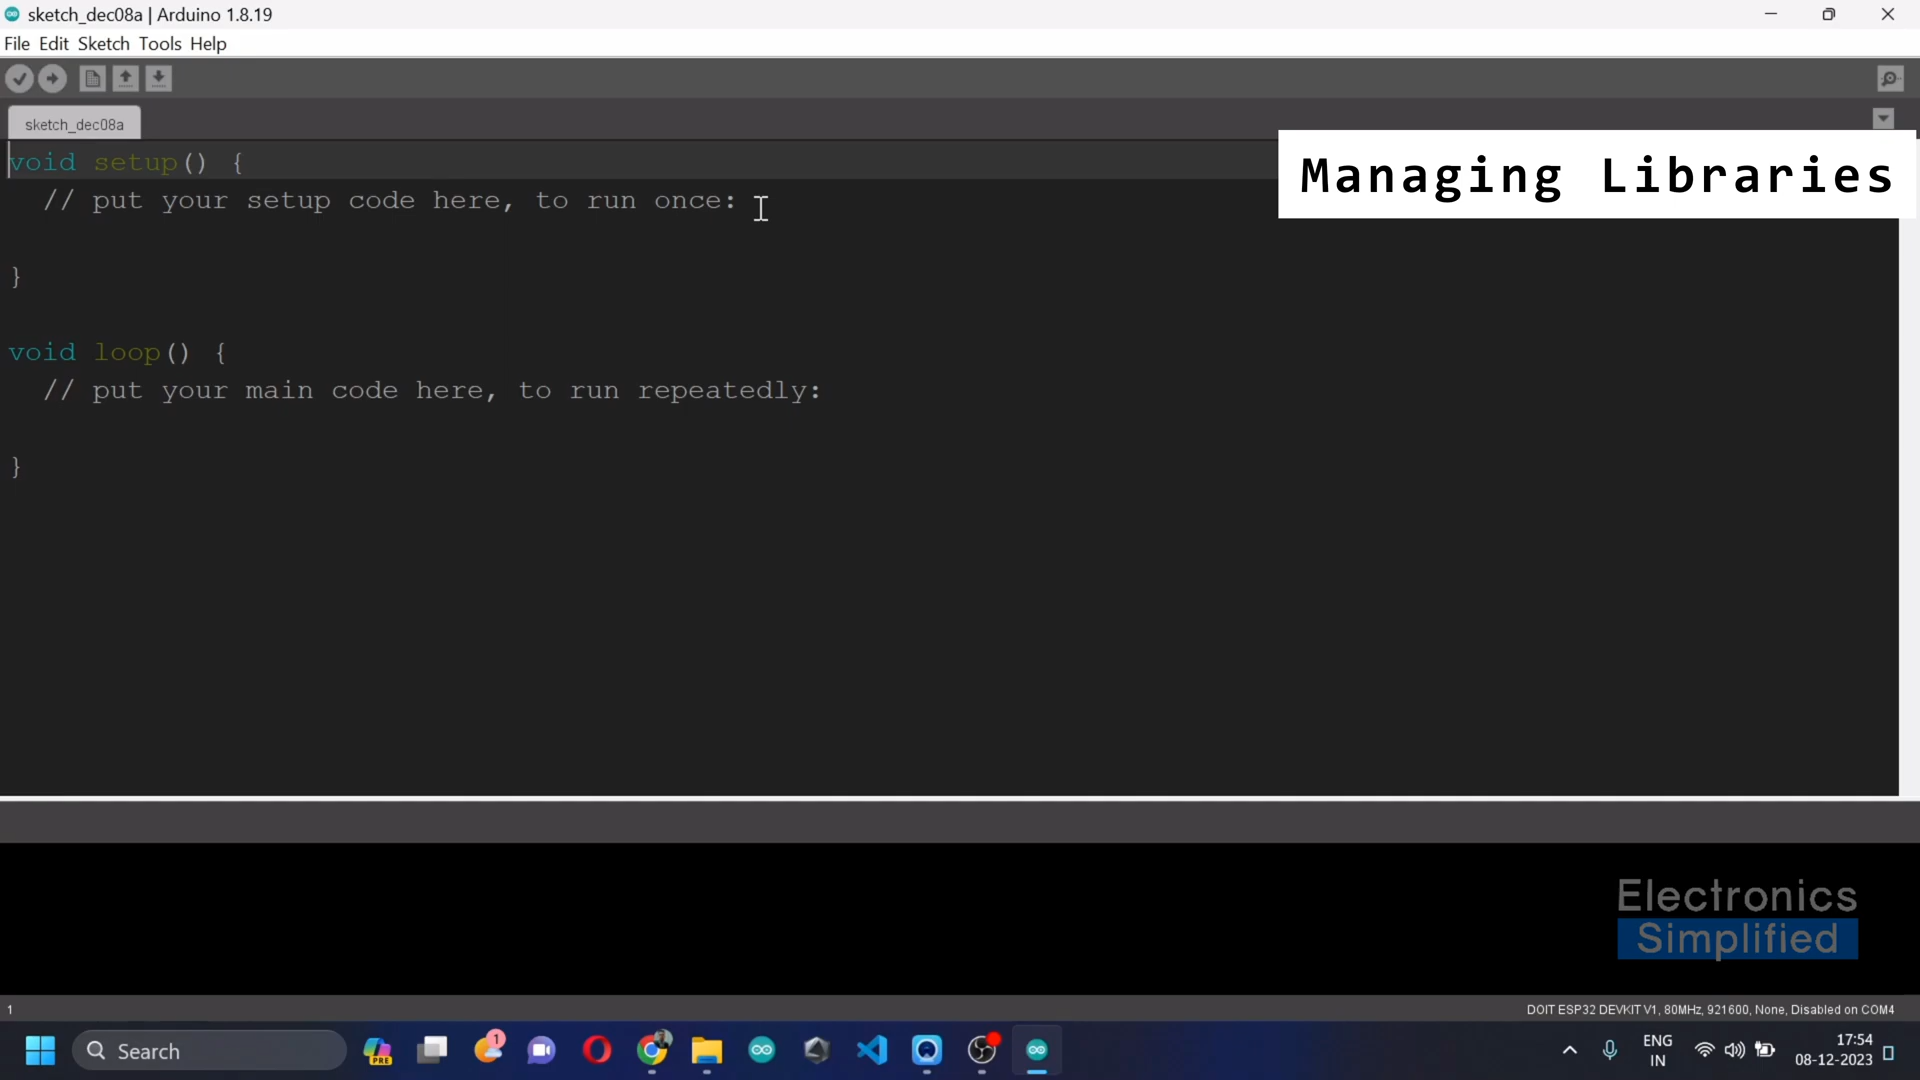 sketch_dec08a | Arduino 1.8.19
File Edit Sketch Tools Help
sketch_dec08a
Managing Libraries
void setup() {
// put your setup code here, to run once:
}
void loop() {
// put your main code here, to run repeatedly:
}
Electronics
Simplified
1
DOIT ESP32 DEVKIT V1, 80MHz, 921600, None, Disabled on COM4
Search
PRE
1
ENG
IN
17:54
08-12-2023